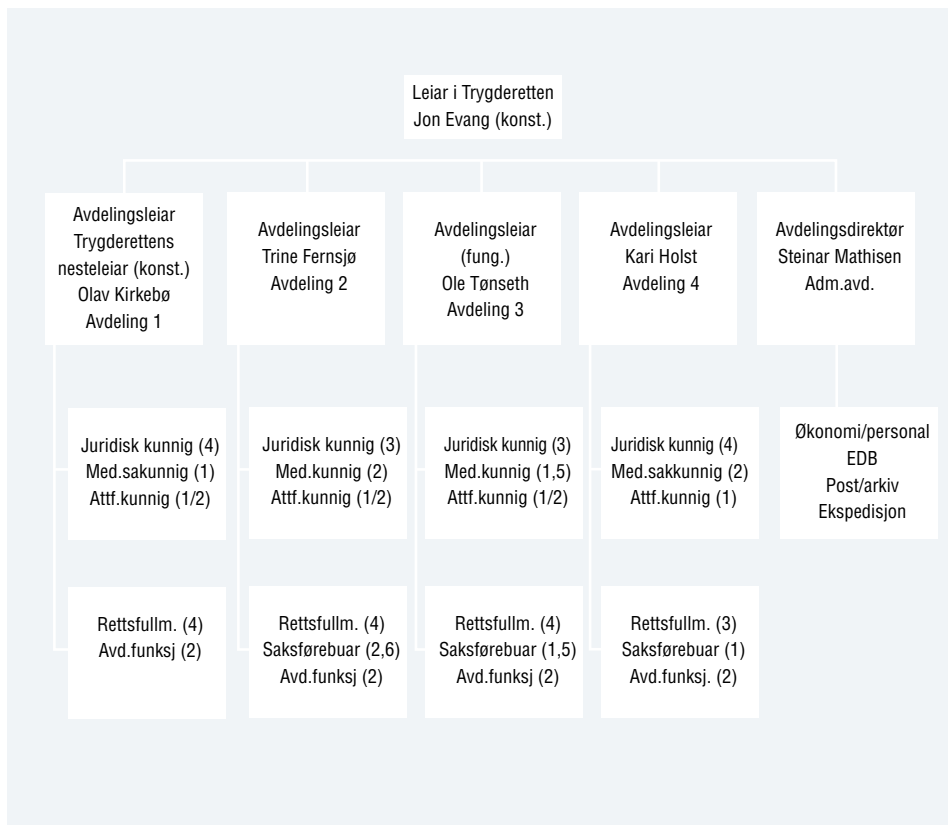 Leiar i Trygderetten
Jon Evang (konst.)
Avdelingsleiar
Trygderettens
nesteleiar (konst.)
Olav Kirkebø
Avdeling 1
Avdelingsleiar
Trine Fernsjø
Avdeling 2
Avdelingsleiar
(fung.)
Ole Tønseth
Avdeling 3
Avdelingsleiar
Kari Holst
Avdeling 4
Avdelingsdirektør
Steinar Mathisen
Adm.avd.
Juridisk kunnig (4)
Med.sakunnig (1)
Attf.kunnig (1/2)
Juridisk kunnig (3)
Med.kunnig (2)
Attf.kunnig (1/2)
Juridisk kunnig (3)
Med.kunnig (1,5)
Attf.kunnig (1/2)
Juridisk kunnig (4)
Med.sakkunnig (2)
Attf.kunnig (1)
Økonomi/personal
EDB
Post/arkiv
Ekspedisjon
Rettsfullm. (4)
Avd.funksj (2)
Rettsfullm. (4)
Saksførebuar (2,6)
Avd.funksj (2)
Rettsfullm. (4)
Saksførebuar (1,5)
Avd.funksj (2)
Rettsfullm. (3)
Saksførebuar (1)
Avd.funksj. (2)